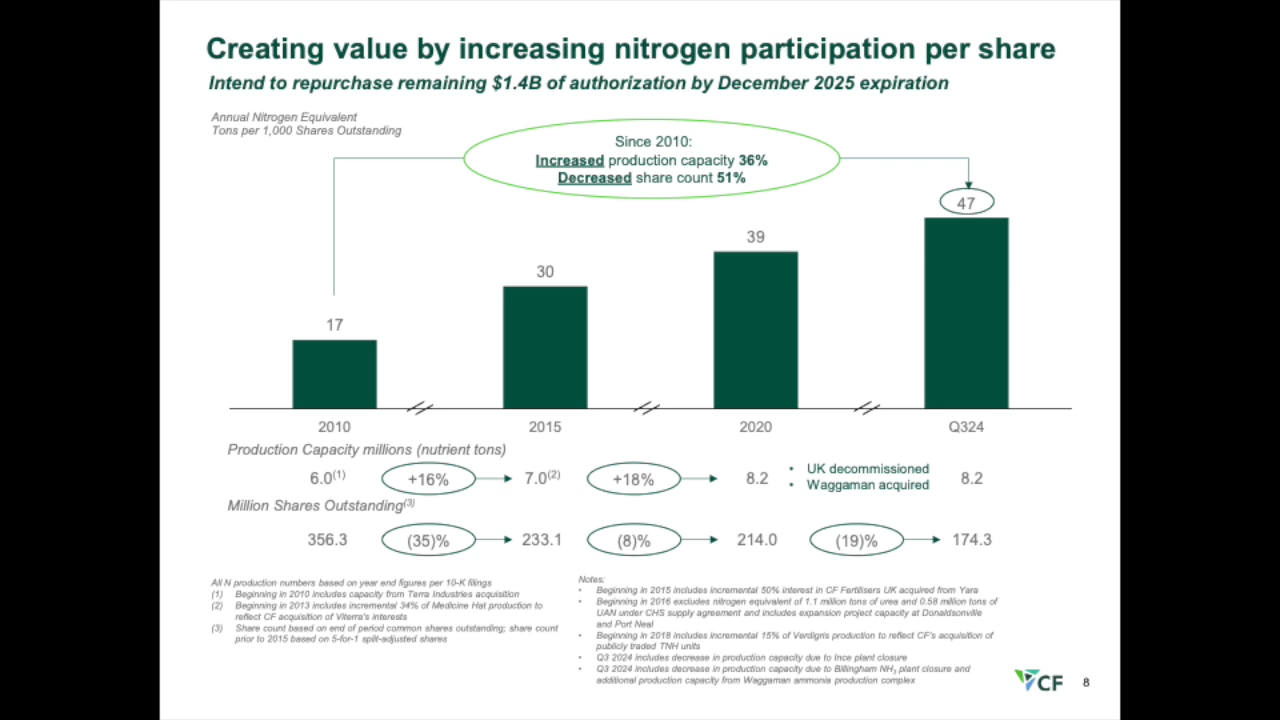 Creating value by increasing nitrogen participation per share
Intend to repurchase remaining $1.4B of authorization by December 2025 expiration
Annual Nitrogen Equivalent
Tons per 1,000 Shares Outstanding
Since 2010:
Increased production capacity 36%
Decreased share count 51%
17
30
39
47
2010
2015
2020
Q324
Production Capacity millions (nutrient tons)
6.0(1)
+16%
7.0(2)
+18%
8.2
• UK decommissioned
• Waggaman acquired
8.2
Million Shares Outstanding(3)
356.3
(35)%
233.1
(8)%
214.0
(19)%
174.3
All N production numbers based on year end figures per 10-K filings
(1) Beginning in 2010 includes capacity from Terra Industries acquisition
(2) Beginning in 2013 includes incremental 34% of Medicine Hat production to
reflect CF acquisition of Viterra's interests
(3) Share count based on end of period common shares outstanding; share count
prior to 2015 based on 5-for-1 split-adjusted shares
Notes:
• Beginning in 2015 includes incremental 50% interest in CF Fertilisers UK acquired from Yara
• Beginning in 2016 excludes nitrogen equivalent of 1.1 million tons of urea and 0.58 million tons of
UAN under CHS supply agreement and includes expansion project capacity at Donaldsonville
and Port Neal
• Beginning in 2018 includes incremental 15% of Verdigris production to reflect CF's acquisition of
publicly traded TNH units
• Q3 2024 includes decrease in production capacity due to Ince plant closure
• Q3 2024 includes decrease in production capacity due to Billingham NH₃ plant closure and
additional production capacity from Waggaman ammonia production complex
CF
8